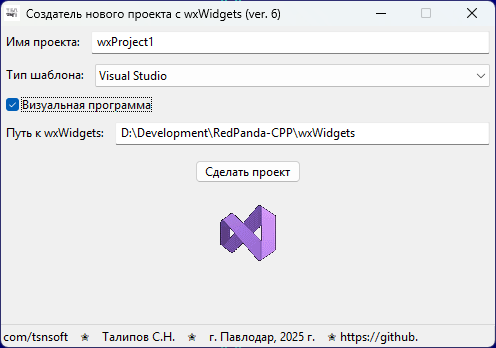 Создатель нового проекта с wxWidgets (ver. 6)
Имя проекта: wxProject1
Тип шаблона: Visual Studio
Визуальная программа
Путь к wxWidgets: D:\Development\RedPanda-CPP\wxWidgets
Сделать проект
com/tsnsoft ❀ Талипов С.Н. ❀ г. Павлодар, 2025 г. ❀ https://github.